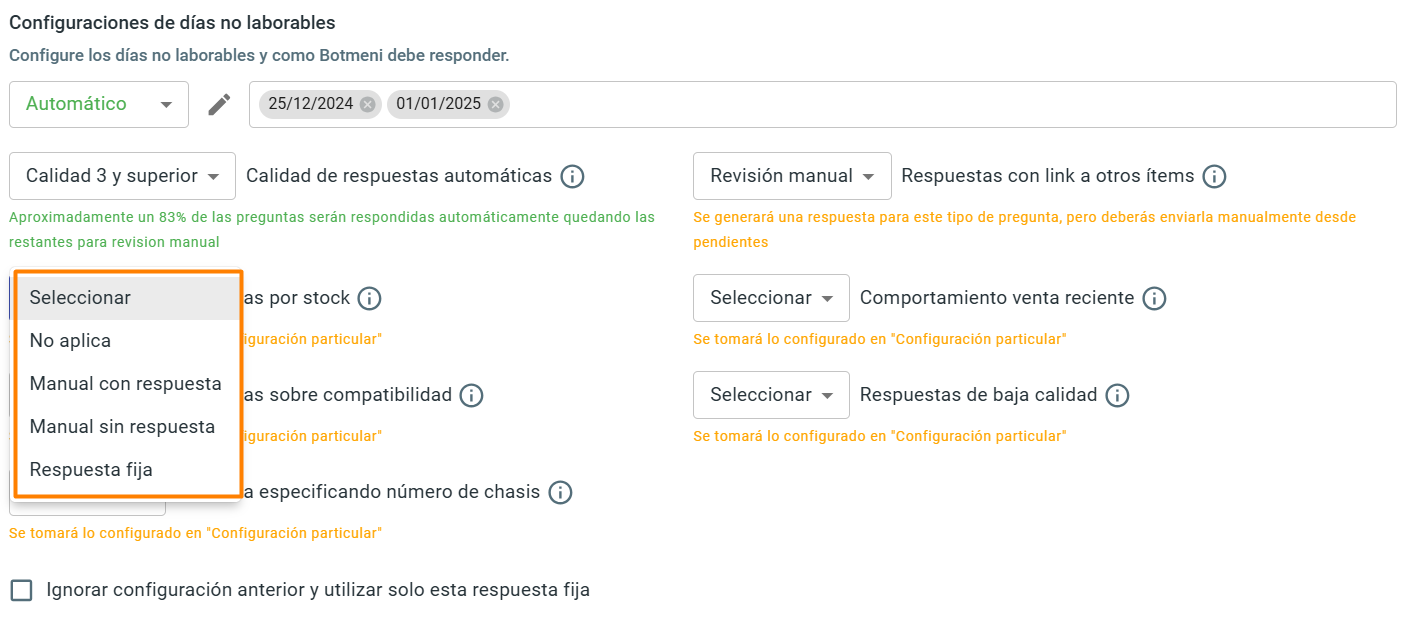 Configuraciones de días no laborables
Configure los días no laborables y como Botmeni debe responder.
Automático
25/12/2024
01/01/2025
Calidad 3 y superior
Calidad de respuestas automáticas
Aproximadamente un 83% de las preguntas serán respondidas automáticamente quedando las
restantes para revision manual
Revisión manual
Respuestas con link a otros ítems
Se generará una respuesta para este tipo de pregunta, pero deberás enviarla manualmente desde
pendientes
Seleccionar
No aplica
Manual con respuesta
Manual sin respuesta
Respuesta fija
as por stock
iguración particular"
Seleccionar
Comportamiento venta reciente
Se tomará lo configurado en "Configuración particular"
as sobre compatibilidad
iguración particular"
Seleccionar
Respuestas de baja calidad
Se tomará lo configurado en "Configuración particular"
a especificando número de chasis
Se tomará lo configurado en "Configuración particular"
Ignorar configuración anterior y utilizar solo esta respuesta fija